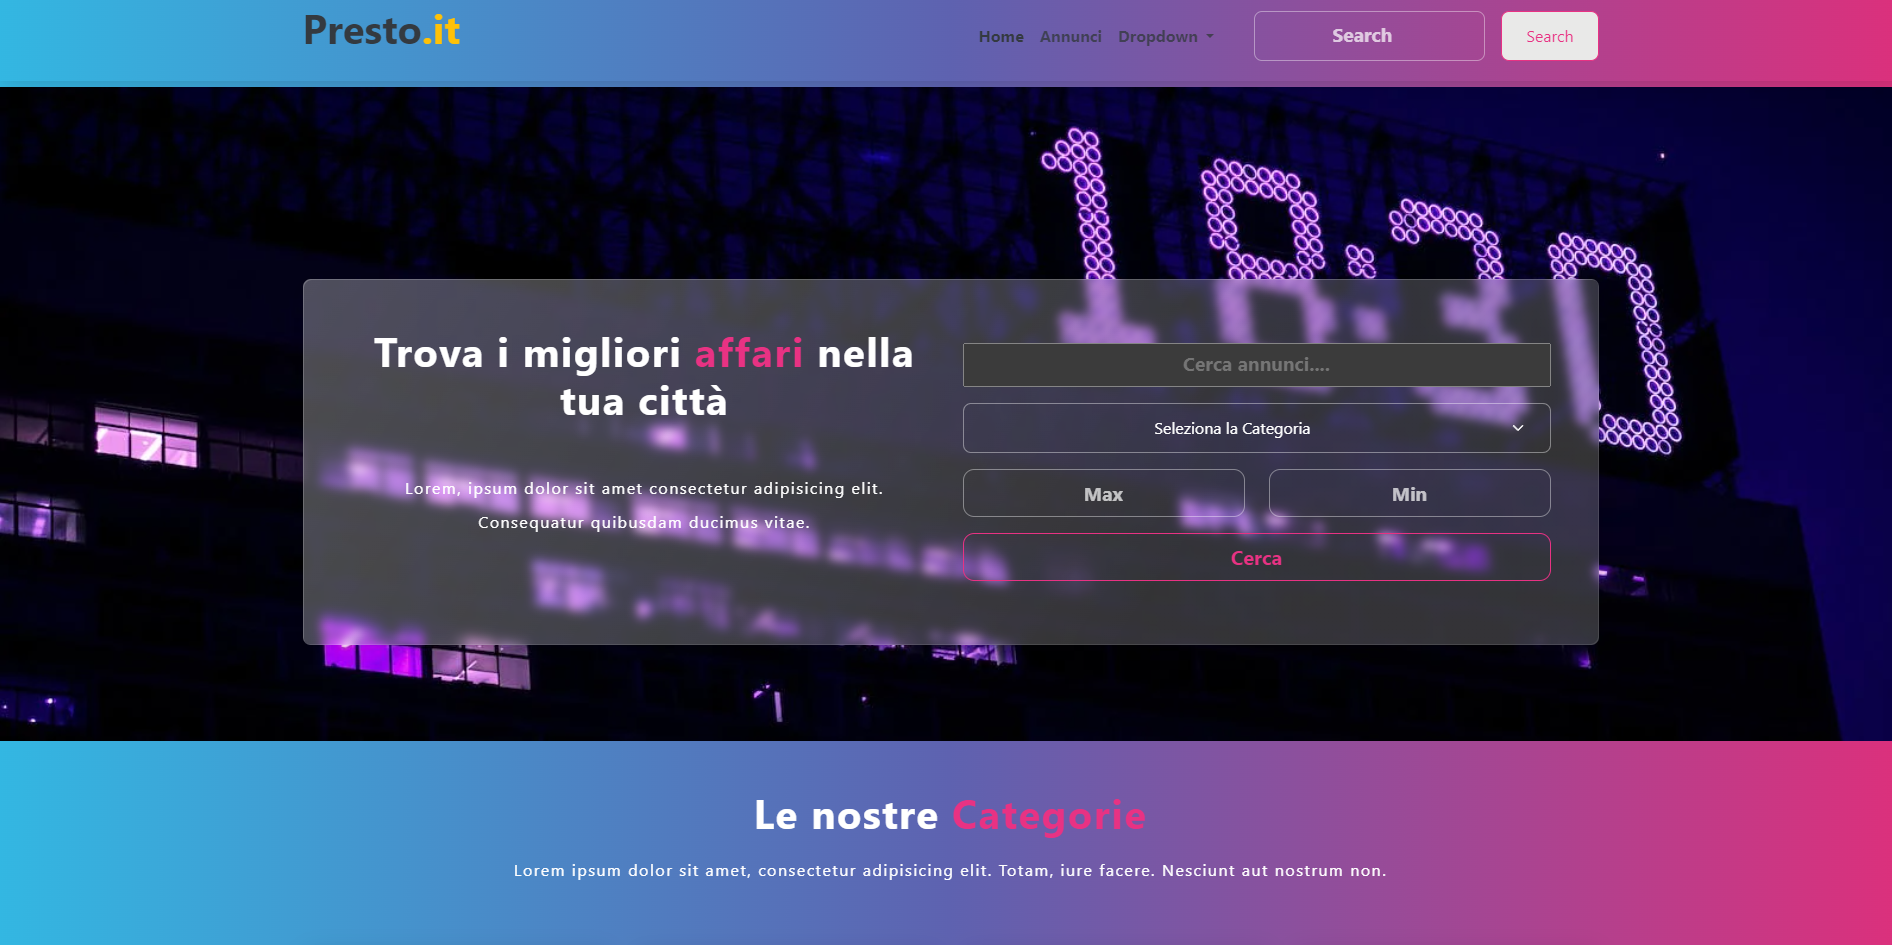 Presto.it
Home Annunci Dropdown Search Search
18:30
Trova i migliori affari nella
tua città
Lorem, ipsum dolor sit amet consectetur adipisicing elit.
Consequatur quibusdam ducimus vitae.
Cerca annunci....
Seleziona la Categoria
Max Min
Cerca
Le nostre Categorie
Lorem ipsum dolor sit amet, consectetur adipisicing elit. Totam, iure facere. Nesciunt aut nostrum non.